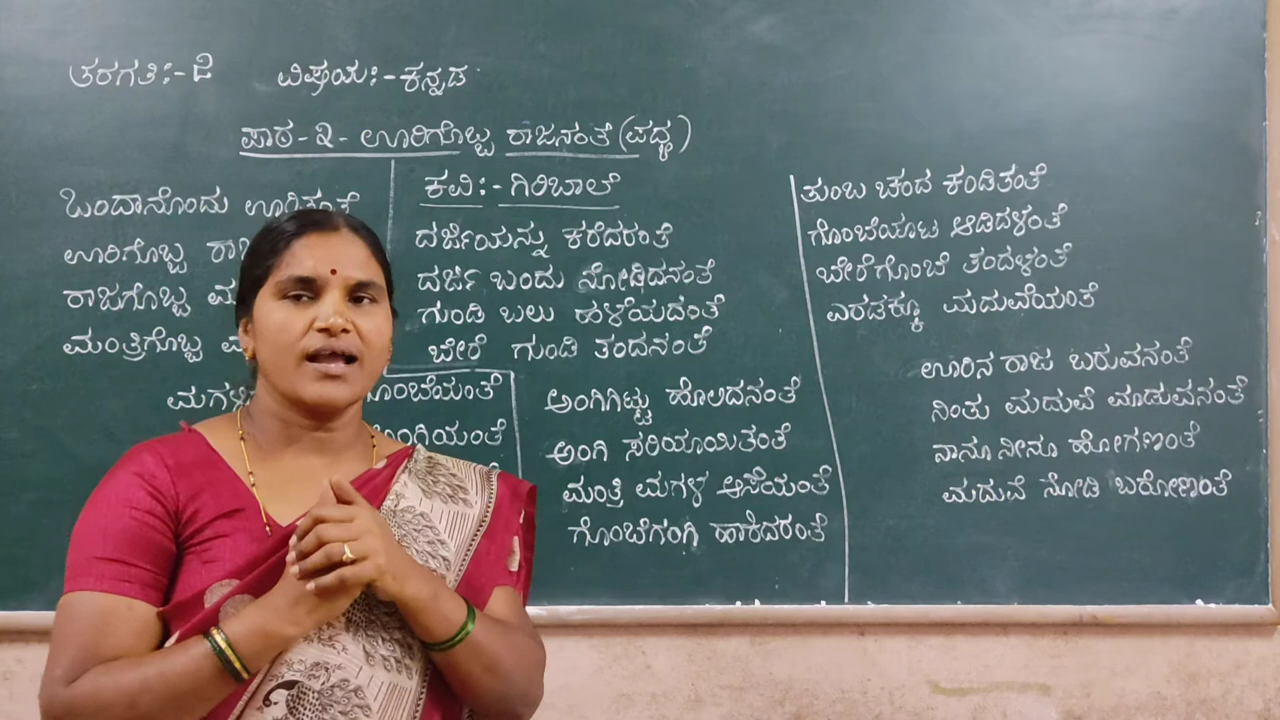 ತರಗತಿ:- ೨ ವಿಷಯ:- ಕನ್ನಡ
ಪಾಠ - ೩ - ಊರಿಗೊಬ್ಬ ರಾಜನಂತೆ (ಪದ್ಯ)
ಕವಿ:- ಗಿರಿಬಾಲೆ
ಒಂದಾನೊಂದು ಊರಿತ್ತಂತೆ
ಊರಿಗೊಬ್ಬ
ರಾಜಗೊಬ್ಬ
ಮಂತ್ರಿಗೊಬ್ಬ
ದರ್ಜಿಯನ್ನು ಕರೆದರಂತೆ
ದರ್ಜಿ ಬಂದು ನೋಡಿದನಂತೆ
ಗುಂಡಿ ಬಲು ಹಳೆಯದಂತೆ
ಬೇರೆ ಗುಂಡಿ ತಂದನಂತೆ
ಅಂಗಿಗಿಟ್ಟು ಹೊಲದನಂತೆ
ಅಂಗಿ ಸರಿಯಾಯಿತಂತೆ
ಮಂತ್ರಿ ಮಗಳ ಆಸೆಯಂತೆ
ಗೊಂಬೆಗಂಗಿ ಹಾಕಿದರಂತೆ
ತುಂಬ ಚಂದ ಕಂಡಿತಂತೆ
ಗೊಂಬೆಯಾಟ ಆಡಿದಳಂತೆ
ಬೇರೆಗೊಂಬೆ ತಂದಳಂತೆ
ಎರಡಕ್ಕೂ ಮದುವೆಯಂತೆ
ಊರಿನ ರಾಜ ಬರುವನಂತೆ
ನಿಂತು ಮದುವೆ ಮಾಡುವನಂತೆ
ನಾನೂ ನೀನೂ ಹೋಗಣಂತೆ
ಮದುವೆ ನೋಡಿ ಬರೋಣಂತೆ